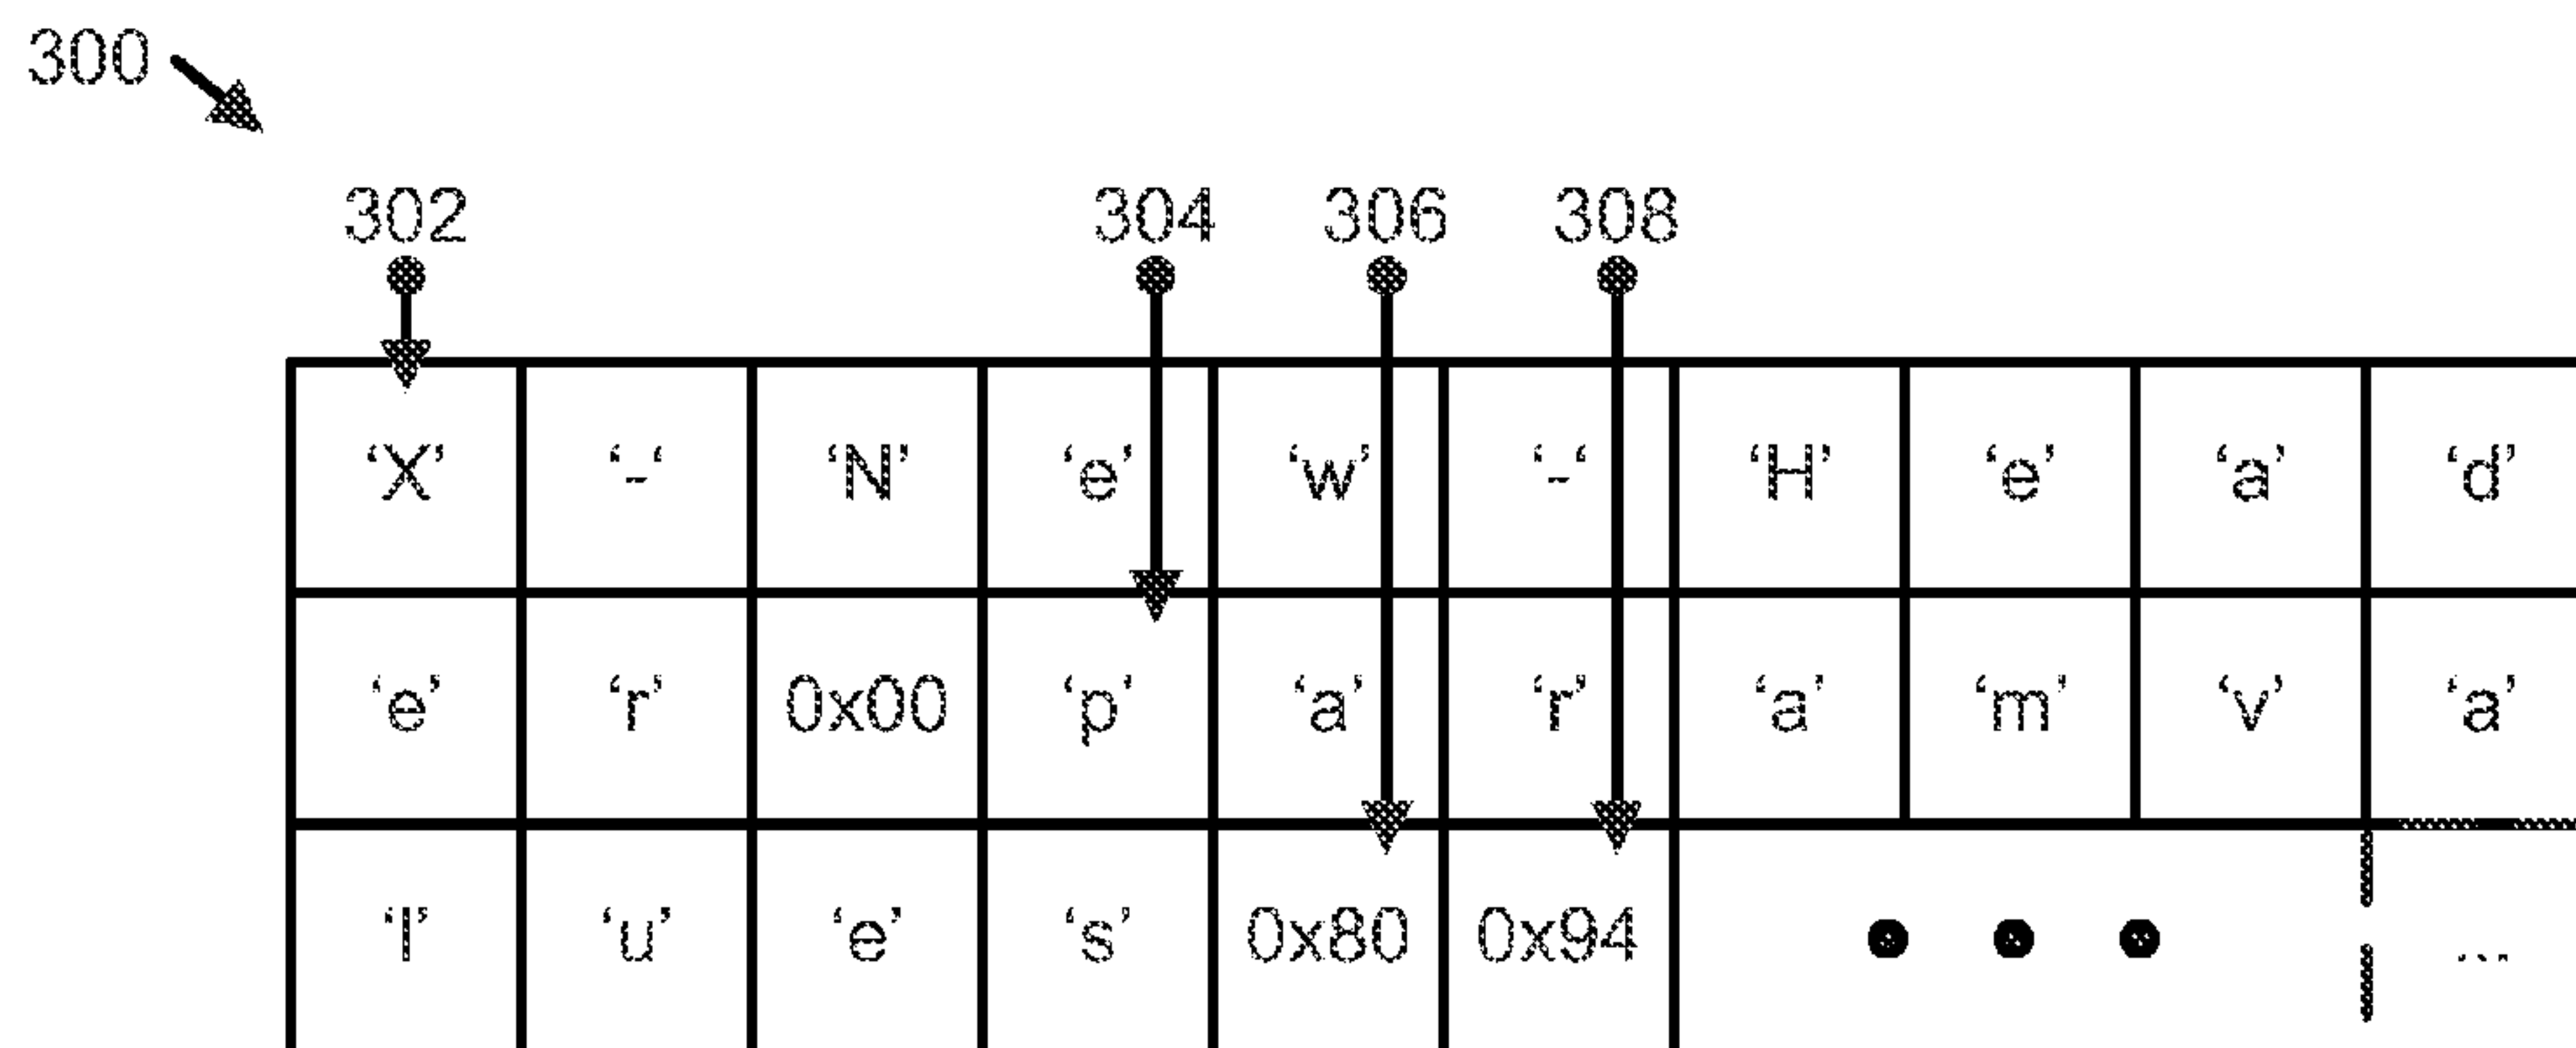 300
302 304 306 308
‘X’ ‘-‘ ‘N’ ‘e’ ‘w’ ‘-‘ ‘H’ ‘e’ ‘a’ ‘d’
‘e’ ‘r’ 0x00 ‘p’ ‘a’ ‘r’ ‘a’ ‘m’ ‘v’ ‘a’
‘l’ ‘u’ ‘e’ ‘s’ 0x80 0x94 ● ● ● ...